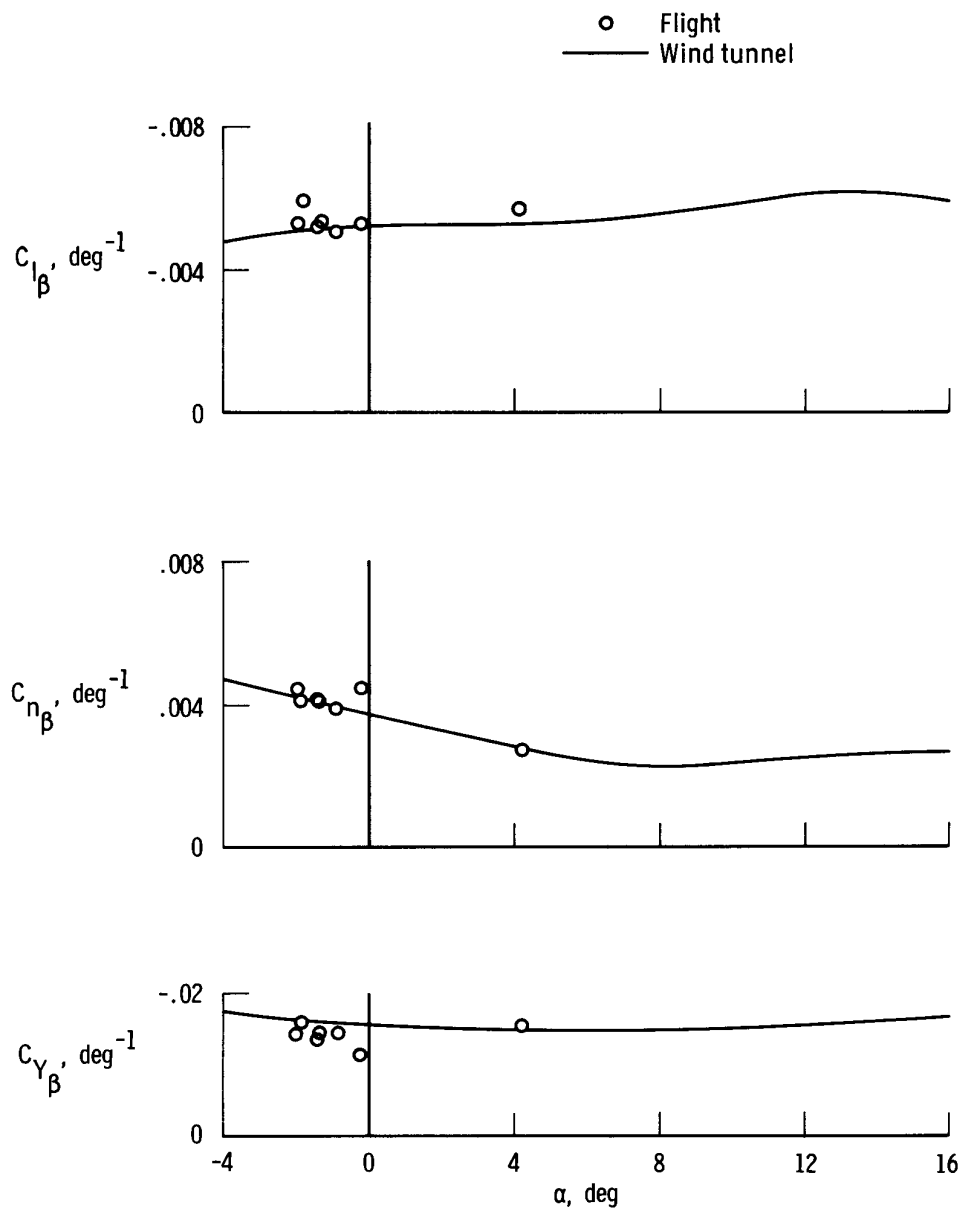 Flight
Wind tunnel
-.008
C_lβ, deg⁻¹
-.004
0
.008
C_nβ, deg⁻¹
.004
0
-.02
C_Yβ, deg⁻¹
0
-4 0 4 8 12 16
α, deg